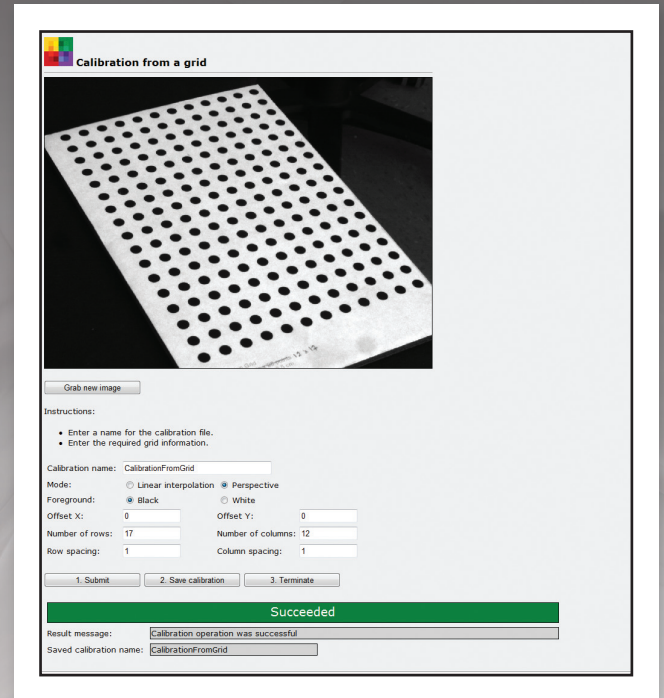 Calibration from a grid
12 x 15
Grab new image
Instructions:
• Enter a name for the calibration file.
• Enter the required grid information.
Calibration name: CalibrationFromGrid
Mode: Linear interpolation Perspective
Foreground: Black White
Offset X: 0 Offset Y: 0
Number of rows: 17 Number of columns: 12
Row spacing: 1 Column spacing: 1
1. Submit 2. Save calibration 3. Terminate
Succeeded
Result message: Calibration operation was successful
Saved calibration name: CalibrationFromGrid